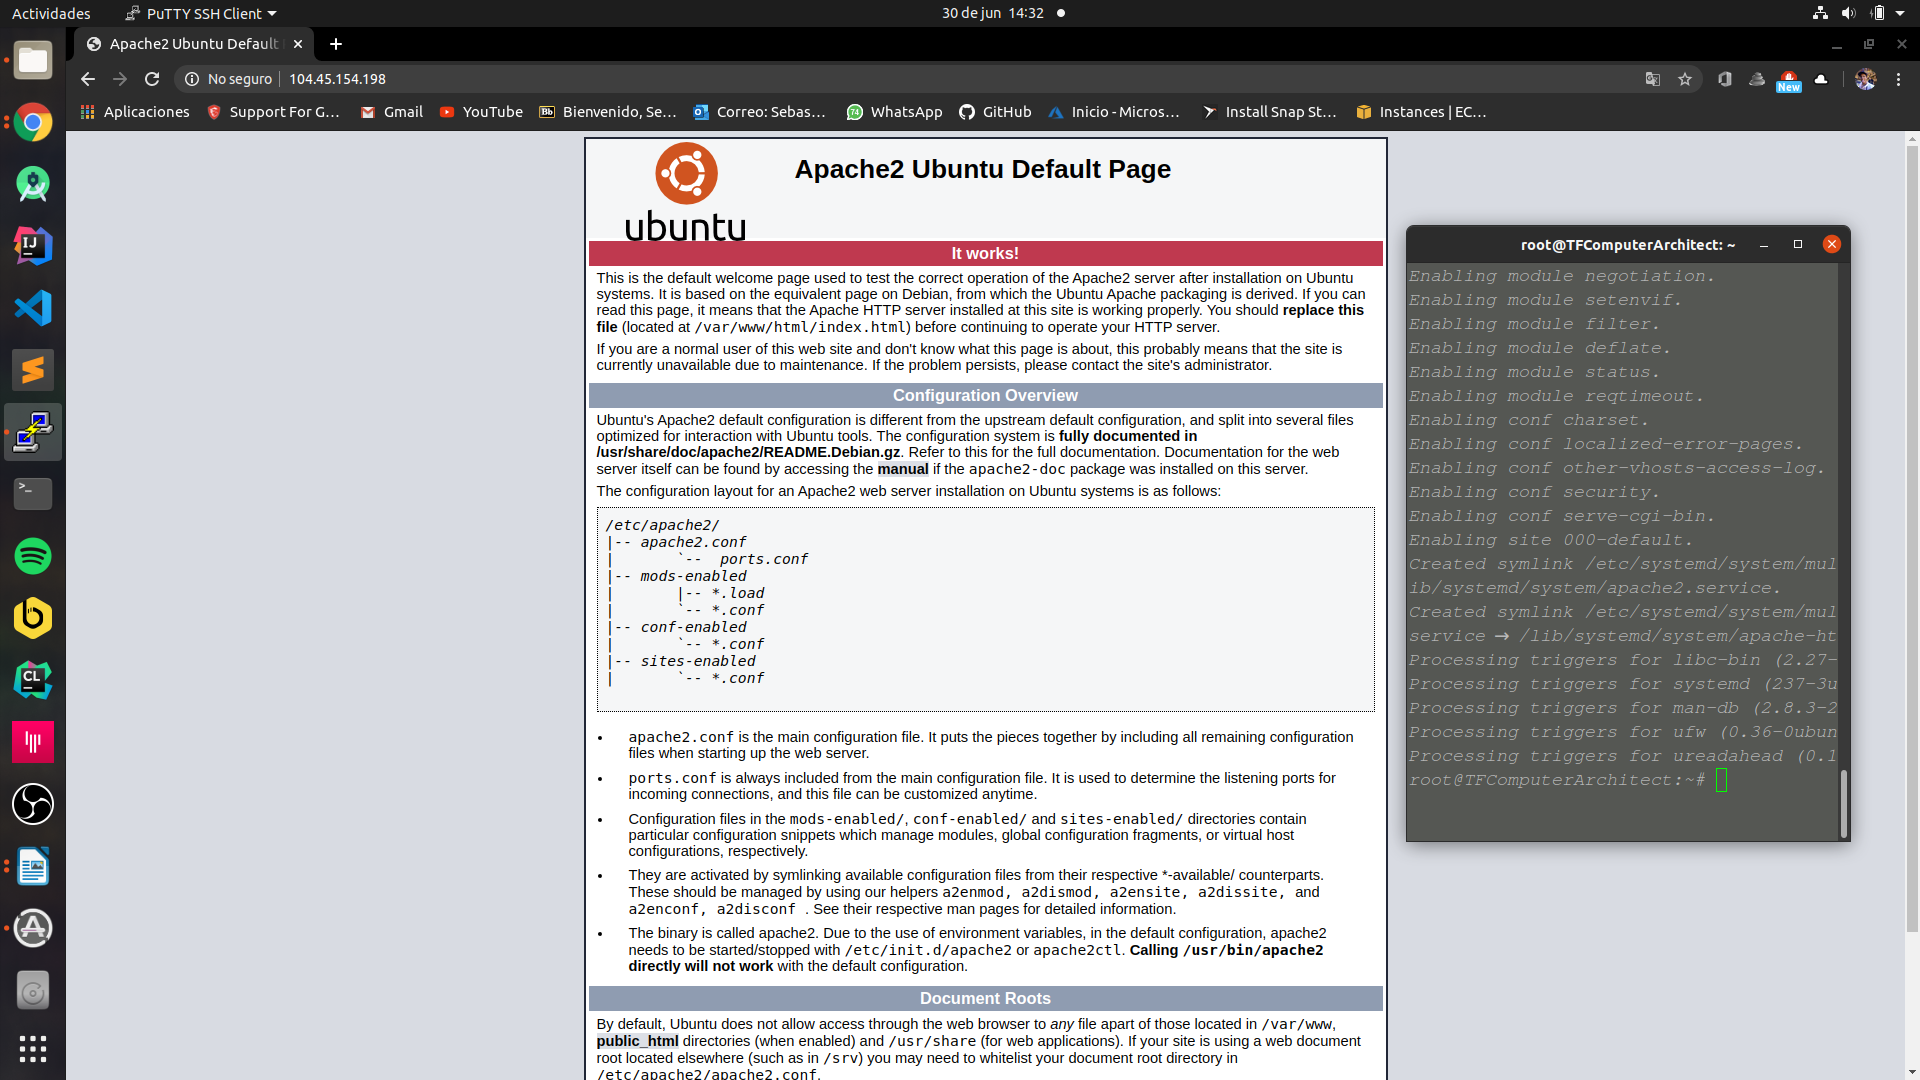 Actividades
PuTTY SSH Client
30 de jun 14:32
Apache2 Ubuntu Default
No seguro
104.45.154.198
New
Aplicaciones
Support For G…
Gmail
YouTube
Bb
Bienvenido, Se…
Correo: Sebas…
74
WhatsApp
GitHub
Inicio - Micros…
Install Snap St…
Instances | EC…
ubuntu
Apache2 Ubuntu Default Page
It works!
This is the default welcome page used to test the correct operation of the Apache2 server after installation on Ubuntu
systems. It is based on the equivalent page on Debian, from which the Ubuntu Apache packaging is derived. If you can
read this page, it means that the Apache HTTP server installed at this site is working properly. You should replace this
file (located at /var/www/html/index.html) before continuing to operate your HTTP server.
If you are a normal user of this web site and don't know what this page is about, this probably means that the site is
currently unavailable due to maintenance. If the problem persists, please contact the site's administrator.
Configuration Overview
Ubuntu's Apache2 default configuration is different from the upstream default configuration, and split into several files
optimized for interaction with Ubuntu tools. The configuration system is fully documented in
/usr/share/doc/apache2/README.Debian.gz. Refer to this for the full documentation. Documentation for the web
server itself can be found by accessing the manual if the apache2-doc package was installed on this server.
The configuration layout for an Apache2 web server installation on Ubuntu systems is as follows:
/etc/apache2/
|-- apache2.conf
|       `--  ports.conf
|-- mods-enabled
|       |-- *.load
|       `-- *.conf
|-- conf-enabled
|       `-- *.conf
|-- sites-enabled
|       `-- *.conf
• apache2.conf is the main configuration file. It puts the pieces together by including all remaining configuration
files when starting up the web server.
• ports.conf is always included from the main configuration file. It is used to determine the listening ports for
incoming connections, and this file can be customized anytime.
• Configuration files in the mods-enabled/, conf-enabled/ and sites-enabled/ directories contain
particular configuration snippets which manage modules, global configuration fragments, or virtual host
configurations, respectively.
• They are activated by symlinking available configuration files from their respective *-available/ counterparts.
These should be managed by using our helpers a2enmod, a2dismod, a2ensite, a2dissite, and
a2enconf, a2disconf . See their respective man pages for detailed information.
• The binary is called apache2. Due to the use of environment variables, in the default configuration, apache2
needs to be started/stopped with /etc/init.d/apache2 or apache2ctl. Calling /usr/bin/apache2
directly will not work with the default configuration.
Document Roots
By default, Ubuntu does not allow access through the web browser to any file apart of those located in /var/www,
public_html directories (when enabled) and /usr/share (for web applications). If your site is using a web document
root located elsewhere (such as in /srv) you may need to whitelist your document root directory in
/etc/apache2/apache2.conf.
root@TFComputerArchitect: ~
Enabling module negotiation.
Enabling module setenvif.
Enabling module filter.
Enabling module deflate.
Enabling module status.
Enabling module reqtimeout.
Enabling conf charset.
Enabling conf localized-error-pages.
Enabling conf other-vhosts-access-log.
Enabling conf security.
Enabling conf serve-cgi-bin.
Enabling site 000-default.
Created symlink /etc/systemd/system/mul
ib/systemd/system/apache2.service.
Created symlink /etc/systemd/system/mul
service → /lib/systemd/system/apache-ht
Processing triggers for libc-bin (2.27-
Processing triggers for systemd (237-3u
Processing triggers for man-db (2.8.3-2
Processing triggers for ufw (0.36-0ubun
Processing triggers for ureadahead (0.1
root@TFComputerArchitect:~#
IJ
>_
CL